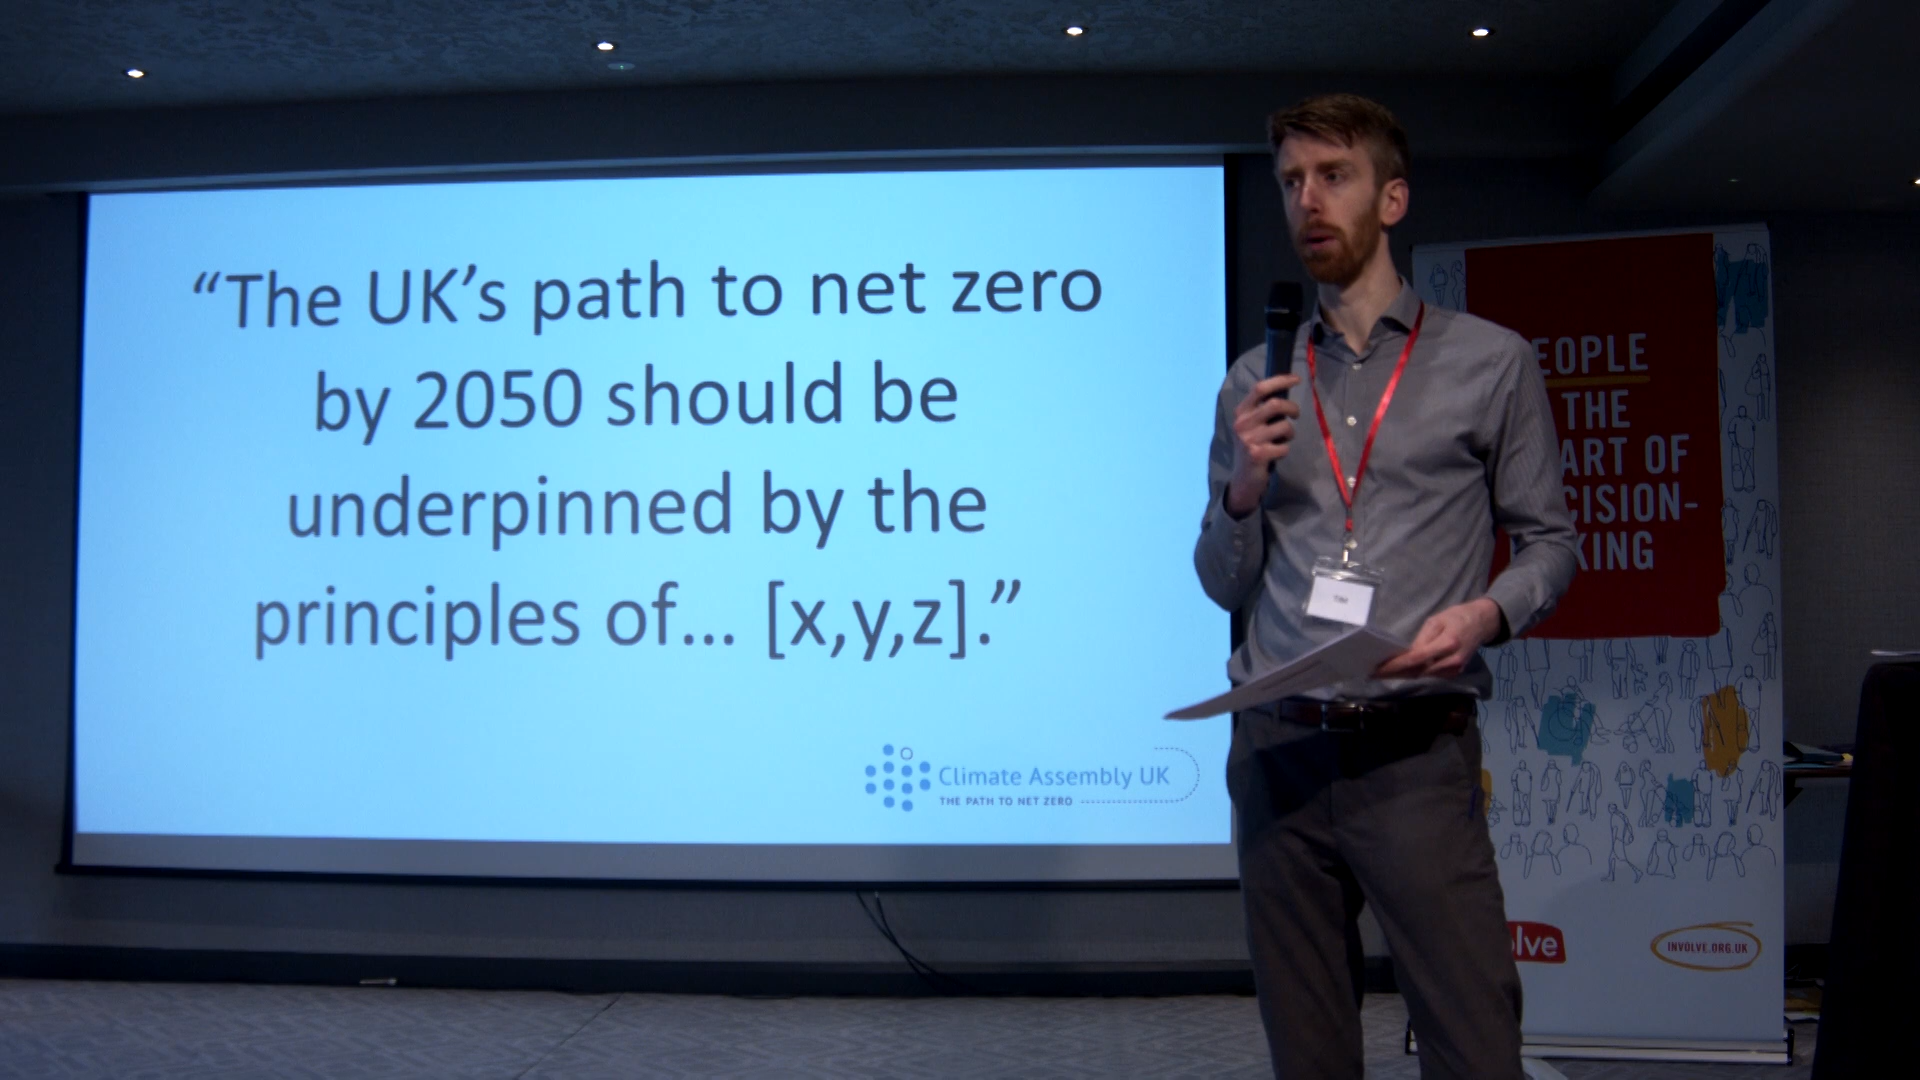 “The UK’s path to net zero
by 2050 should be
underpinned by the
principles of... [x,y,z].”
Climate Assembly UK
THE PATH TO NET ZERO
EOPLE
THE
ART OF
CISION-
KING
lve
INVOLVE.ORG.UK